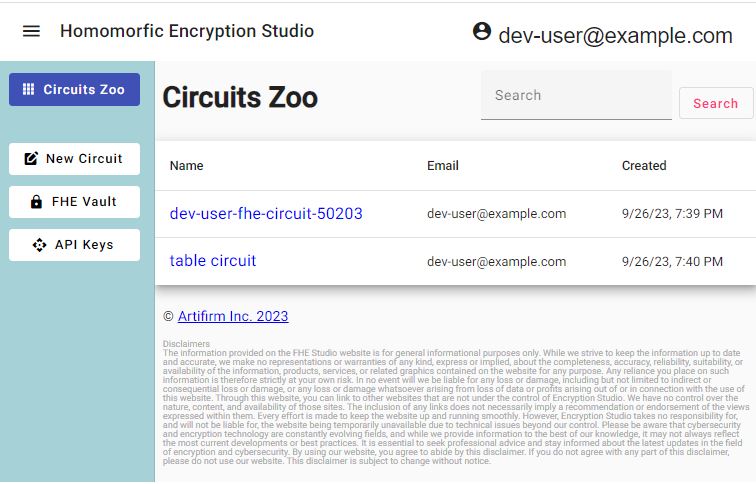 Homomorfic Encryption Studio
dev-user@example.com
Circuits Zoo
New Circuit
FHE Vault
API Keys
Circuits Zoo
Search
Search
Name Email Created
dev-user-fhe-circuit-50203 dev-user@example.com 9/26/23, 7:39 PM
table circuit dev-user@example.com 9/26/23, 7:40 PM
© Artifirm Inc. 2023
Disclaimers
The information provided on the FHE Studio website is for general informational purposes only. While we strive to keep the information up to date
and accurate, we make no representations or warranties of any kind, express or implied, about the completeness, accuracy, reliability, suitability, or
availability of the information, products, services, or related graphics contained on the website for any purpose. Any reliance you place on such
information is therefore strictly at your own risk. In no event will we be liable for any loss or damage, including but not limited to indirect or
consequential loss or damage, or any loss or damage whatsoever arising from loss of data or profits arising out of or in connection with the use of
this website. Through this website, you can link to other websites that are not under the control of Encryption Studio. We have no control over the
nature, content, and availability of those sites. The inclusion of any links does not necessarily imply a recommendation or endorsement of the views
expressed within them. Every effort is made to keep the website up and running smoothly. However, Encryption Studio takes no responsibility for,
and will not be liable for, the website being temporarily unavailable due to technical issues beyond our control. Please be aware that cybersecurity
and encryption technology are constantly evolving fields, and while we provide information to the best of our knowledge, it may not always reflect
the most current developments or best practices. It is essential to seek professional advice and stay informed about the latest updates in the field
of encryption and cybersecurity. By using our website, you agree to abide by this disclaimer. If you do not agree with any part of this disclaimer,
please do not use our website. This disclaimer is subject to change without notice.